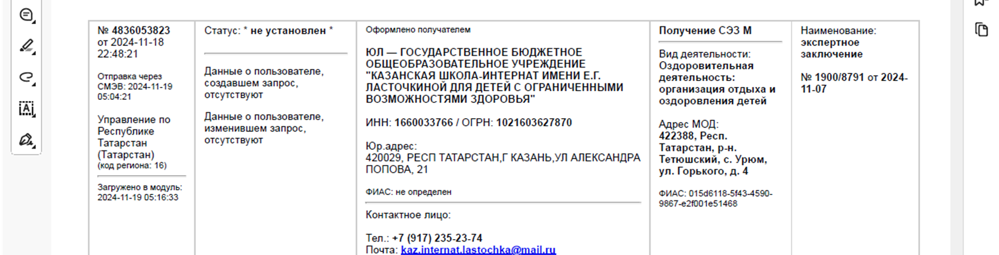 № 4836053823
от 2024-11-18
22:48:21
Отправка через
СМЭВ: 2024-11-19
05:04:21
Управление по
Республике
Татарстан
(Татарстан)
(код региона: 16)
Загружено в модуль:
2024-11-19 05:16:33
Статус: * не установлен *
Данные о пользователе,
создавшем запрос,
отсутствуют
Данные о пользователе,
изменившем запрос,
отсутствуют
Оформлено получателем
ЮЛ — ГОСУДАРСТВЕННОЕ БЮДЖЕТНОЕ
ОБЩЕОБРАЗОВАТЕЛЬНОЕ УЧРЕЖДЕНИЕ
"КАЗАНСКАЯ ШКОЛА-ИНТЕРНАТ ИМЕНИ Е.Г.
ЛАСТОЧКИНОЙ ДЛЯ ДЕТЕЙ С ОГРАНИЧЕННЫМИ
ВОЗМОЖНОСТЯМИ ЗДОРОВЬЯ"
ИНН: 1660033766 / ОГРН: 1021603627870
Юр.адрес:
420029, РЕСП ТАТАРСТАН,Г КАЗАНЬ,УЛ АЛЕКСАНДРА
ПОПОВА, 21
ФИАС: не определен
Контактное лицо:
Тел.: +7 (917) 235-23-74
Почта: kaz.internat.lastochka@mail.ru
Получение СЭЗ М
Вид деятельности:
Оздоровительная
деятельность:
организация отдыха и
оздоровления детей
Адрес МОД:
422388, Респ.
Татарстан, р-н.
Тетюшский, с. Урюм,
ул. Горького, д. 4
ФИАС: 015d6118-5f43-4590-
9867-e2f001e51468
Наименование:
экспертное
заключение
№ 1900/8791 от 2024-
11-07